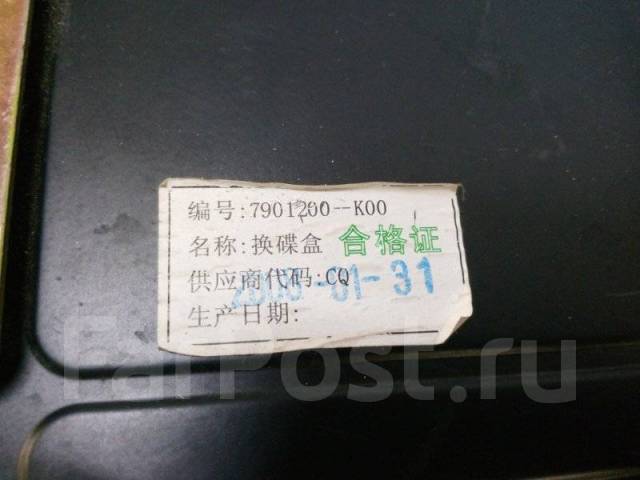 编号:7901200--K00
名称:换碟盒 合格证
供应商代码:CQ
-01-31
生产日期:
FarPost.ru